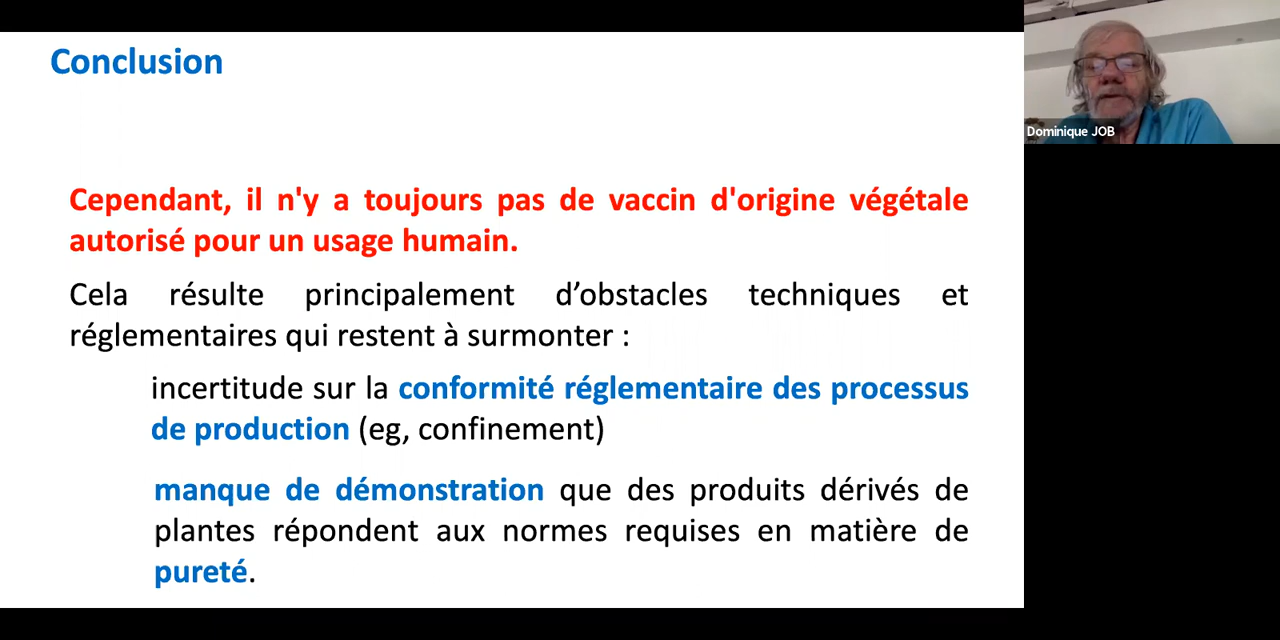 Conclusion
Dominique JOB
Cependant, il n'y a toujours pas de vaccin d'origine végétale
autorisé pour un usage humain.
Cela résulte principalement d’obstacles techniques et
réglementaires qui restent à surmonter :
incertitude sur la conformité réglementaire des processus
de production (eg, confinement)
manque de démonstration que des produits dérivés de
plantes répondent aux normes requises en matière de
pureté.